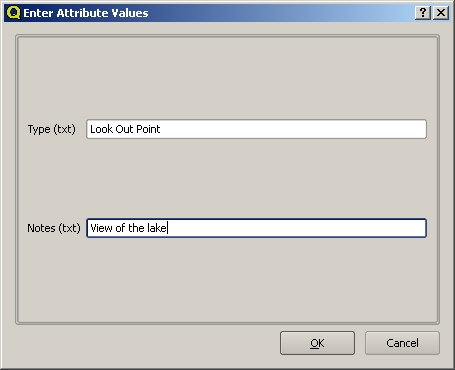 Enter Attribute Values
Type (txt) Look Out Point
Notes (txt) View of the lake
OK Cancel